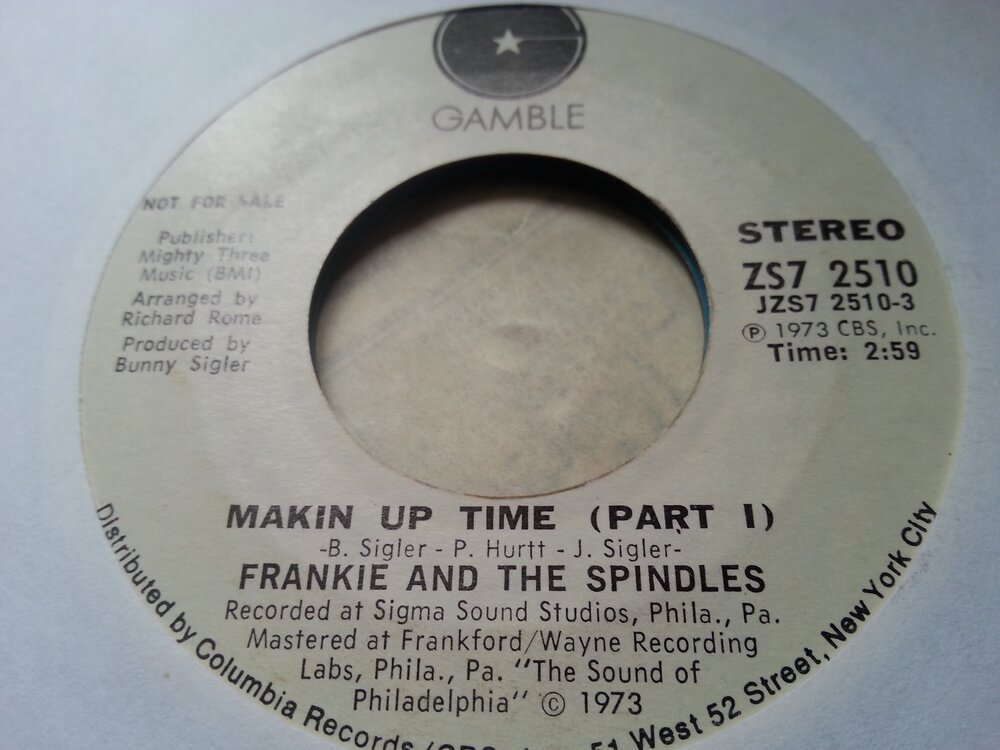 GAMBLE
NOT FOR SALE
Publisher:
Mighty Three
Music (BMI)
Arranged by
Richard Rome
Produced by
Bunny Sigler
STEREO
ZS7 2510
JZS7 2510-3
Ⓟ 1973 CBS, Inc.
Time: 2:59
MAKIN UP TIME (PART I)
-B. Sigler - P. Hurtt - J. Sigler-
FRANKIE AND THE SPINDLES
Recorded at Sigma Sound Studios, Phila., Pa.
Mastered at Frankford/Wayne Recording
Labs, Phila., Pa. "The Sound of
Philadelphia" © 1973
Distributed by Columbia Records 51 West 52 Street, New York City